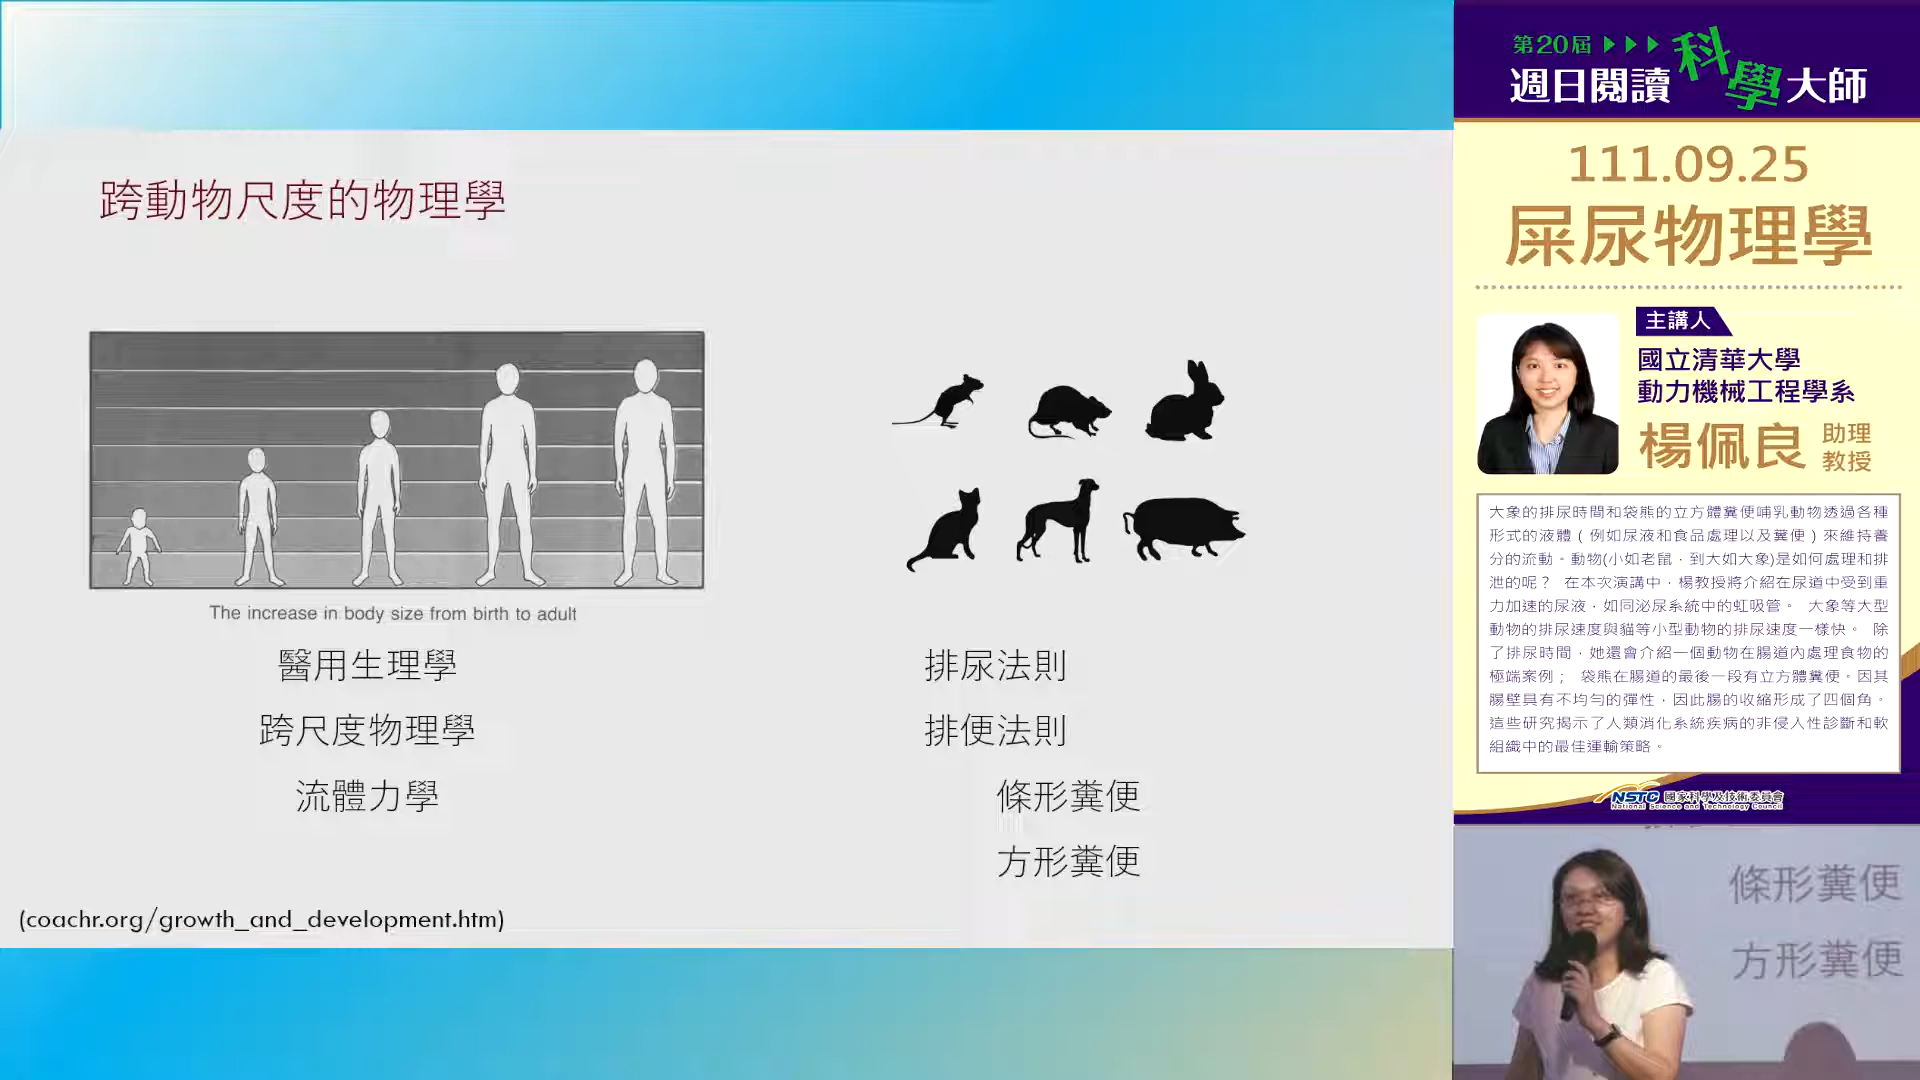 跨動物尺度的物理學
The increase in body size from birth to adult
醫用生理學
跨尺度物理學
流體力學
排尿法則
排便法則
條形糞便
方形糞便
(coachr.org/growth_and_development.htm)
第20屆
週日閱讀科學大師
111.09.25
屎尿物理學
主講人
國立清華大學
動力機械工程學系
楊佩良 助理教授
大象的排尿時間和袋熊的立方體糞便哺乳動物透過各種
形式的液體（例如尿液和食品處理以及糞便）來維持養
分的流動。動物(小如老鼠，到大如大象)是如何處理和排
泄的呢？ 在本次演講中，楊教授將介紹在尿道中受到重
力加速的尿液，如同泌尿系統中的虹吸管。 大象等大型
動物的排尿速度與貓等小型動物的排尿速度一樣快。 除
了排尿時間，她還會介紹一個動物在腸道內處理食物的
極端案例； 袋熊在腸道的最後一段有立方體糞便。因其
腸壁具有不均勻的彈性，因此腸的收縮形成了四個角。
這些研究揭示了人類消化系統疾病的非侵入性診斷和軟
組織中的最佳運輸策略。
NSTC 國家科學及技術委員會
National Science and Technology Council
條形糞便
方形糞便